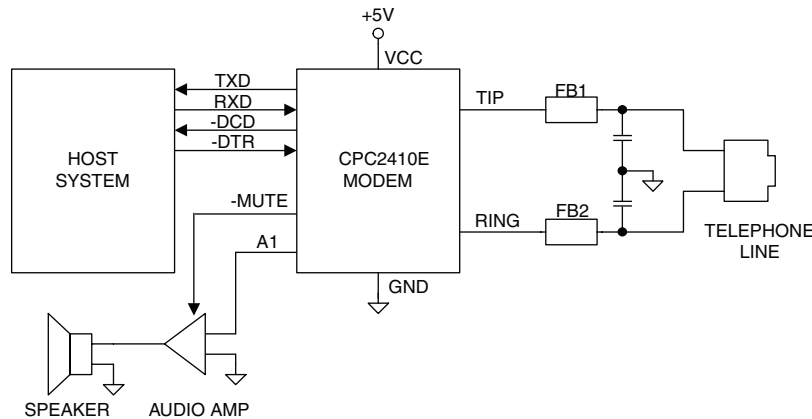 +5V
VCC
TXD
RXD
-DCD
-DTR
HOST
SYSTEM
CPC2410E
MODEM
-MUTE
A1
GND
TIP
FB1
RING
FB2
TELEPHONE
LINE
SPEAKER
AUDIO AMP